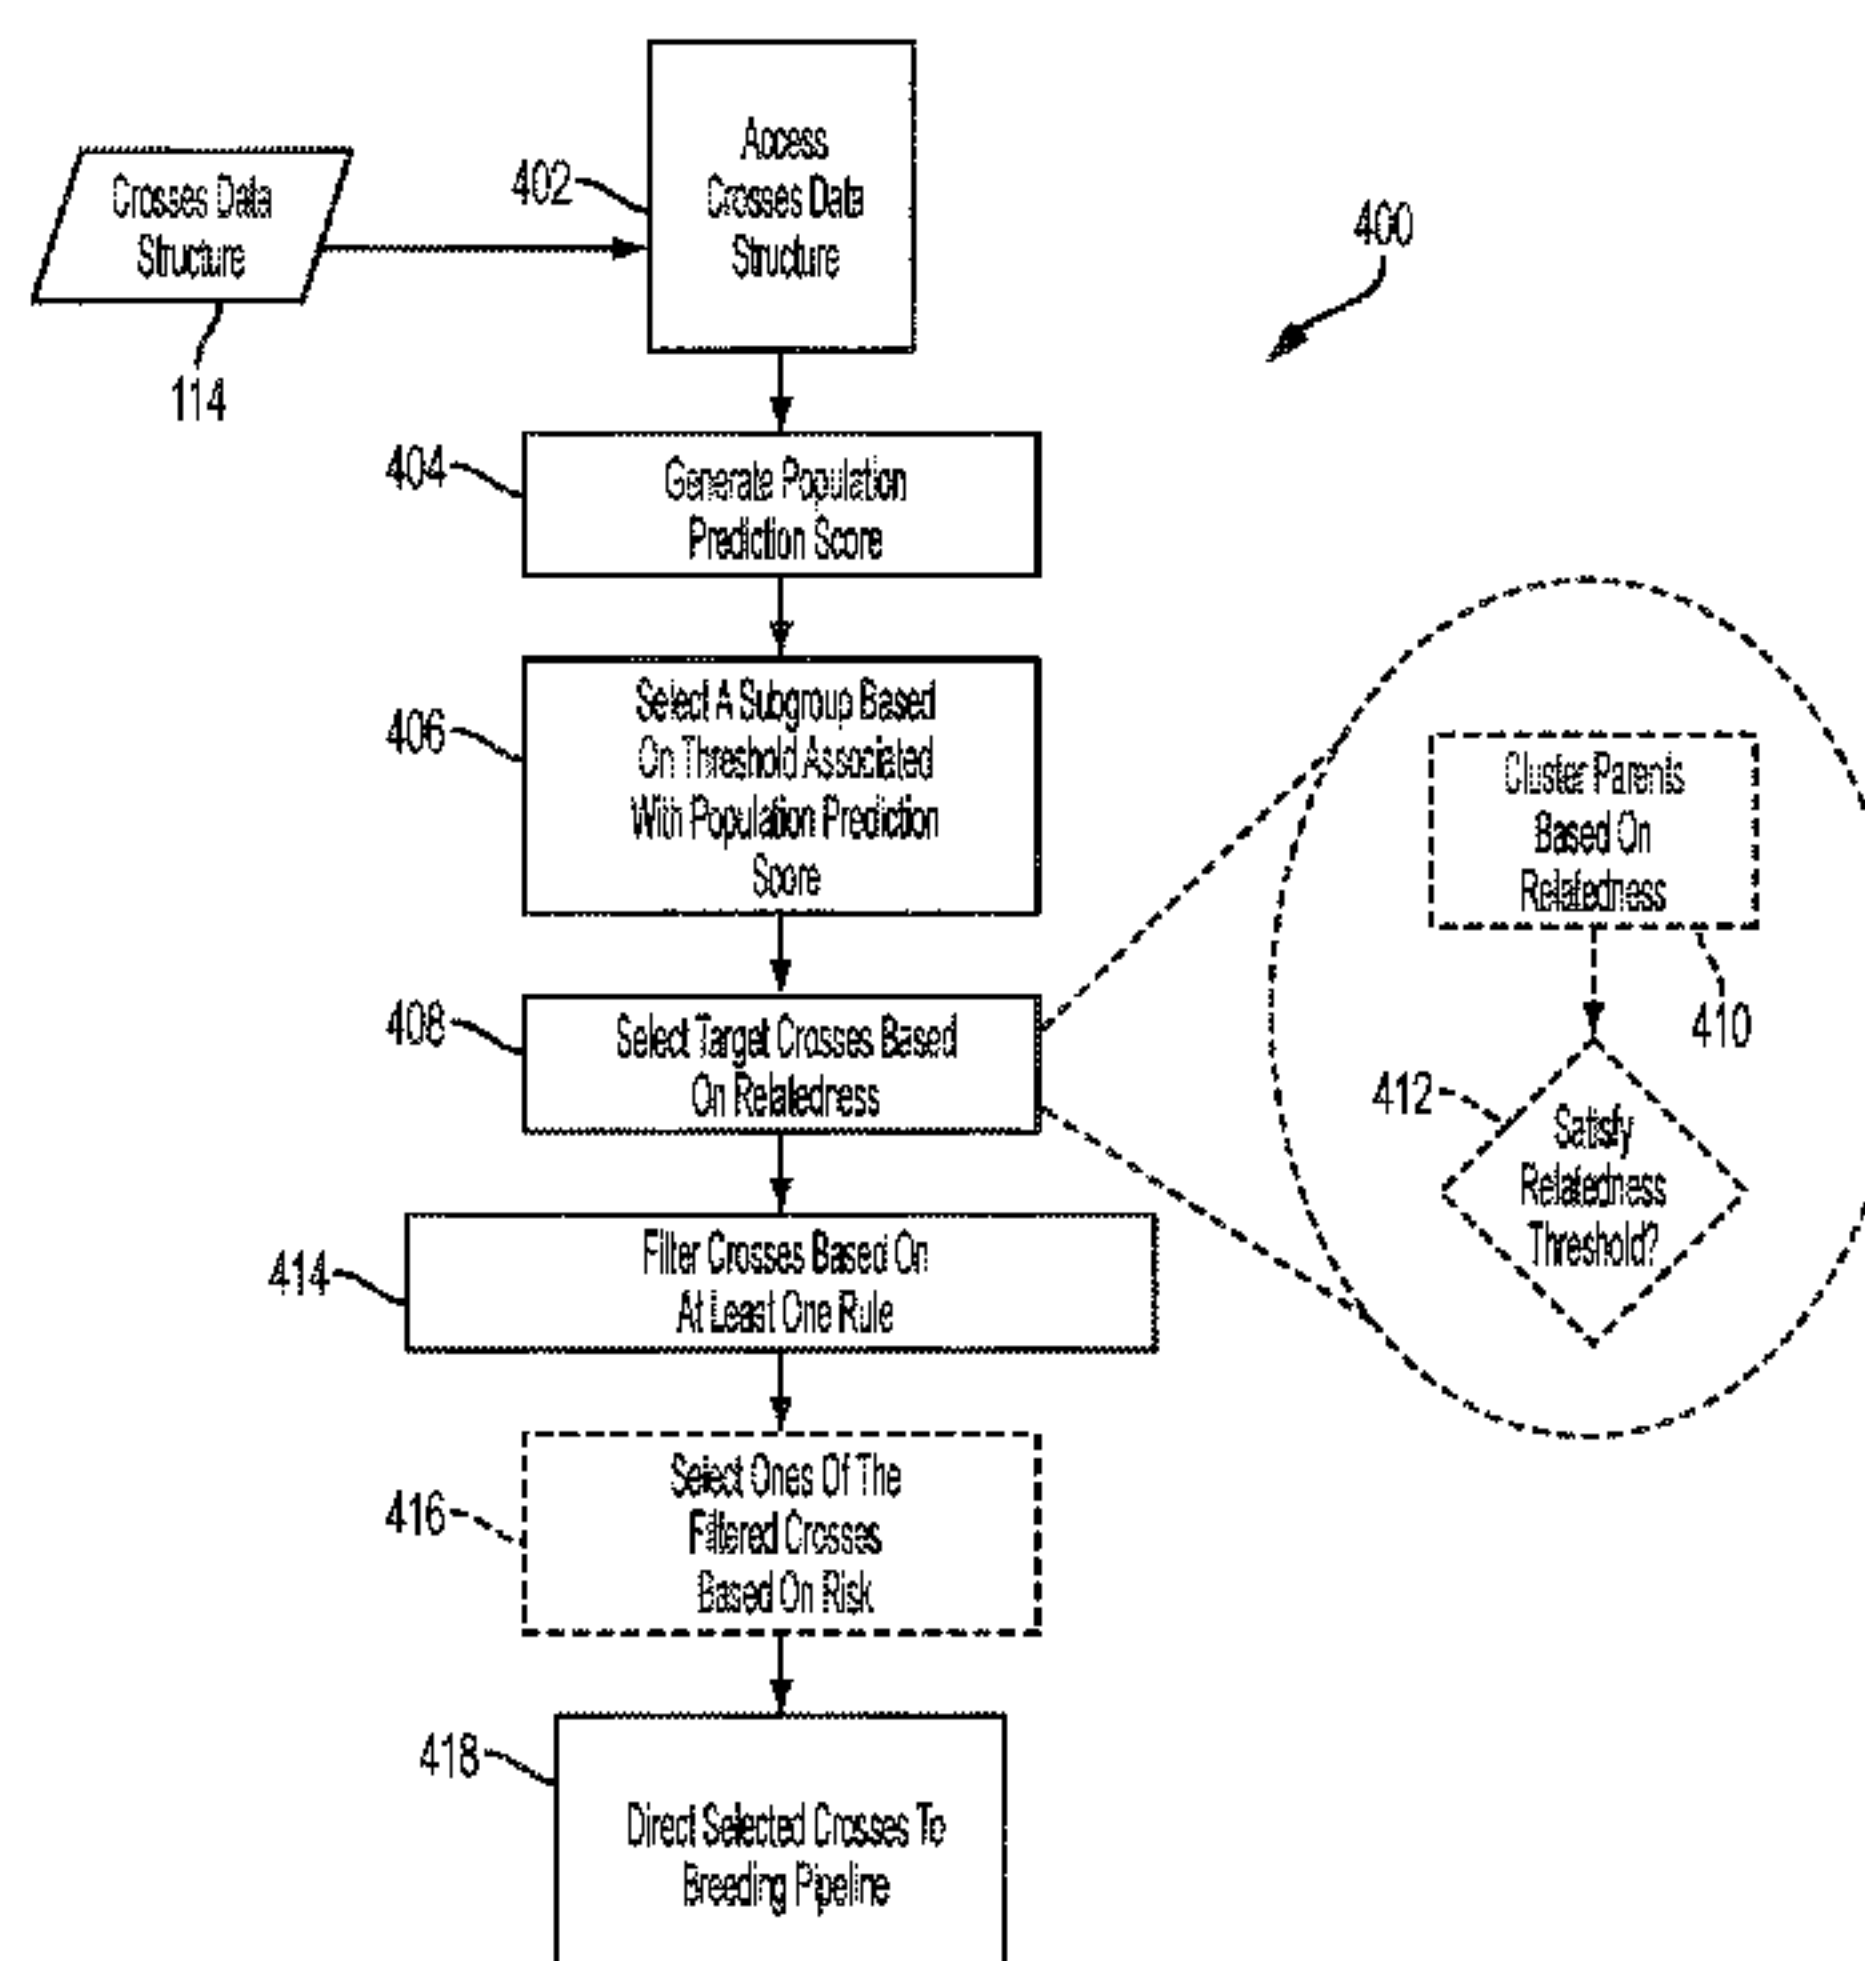 Access
Crosses Data
Structure
402
Crosses Data
Structure
114
400
404
Generate Population
Prediction Score
406
Select A Subgroup Based
On Threshold Associated
With Population Prediction
Score
408
Select Target Crosses Based
On Relatedness
Cluster Parents
Based On
Relatedness
410
412
Satisfy
Relatedness
Threshold?
414
Filter Crosses Based On
At Least One Rule
416
Select Ones Of The
Filtered Crosses
Based On Risk
418
Direct Selected Crosses To
Breeding Pipeline